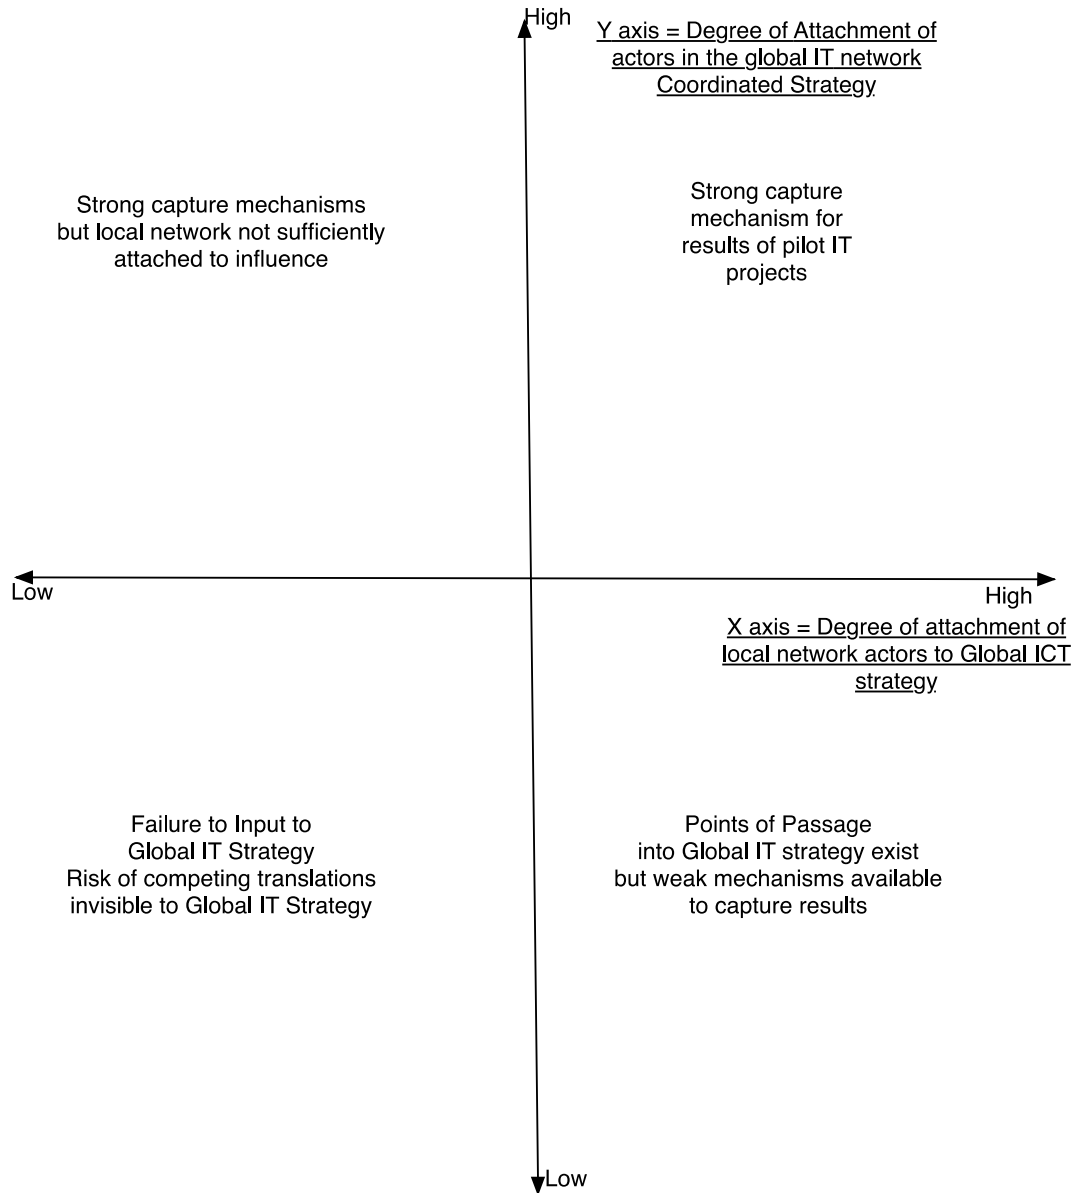 High
Y axis = Degree of Attachment of
actors in the global IT network
Coordinated Strategy
Strong capture mechanisms
but local network not sufficiently
attached to influence
Strong capture
mechanism for
results of pilot IT
projects
Low
High
X axis = Degree of attachment of
local network actors to Global ICT
strategy
Failure to Input to
Global IT Strategy
Risk of competing translations
invisible to Global IT Strategy
Points of Passage
into Global IT strategy exist
but weak mechanisms available
to capture results
Low